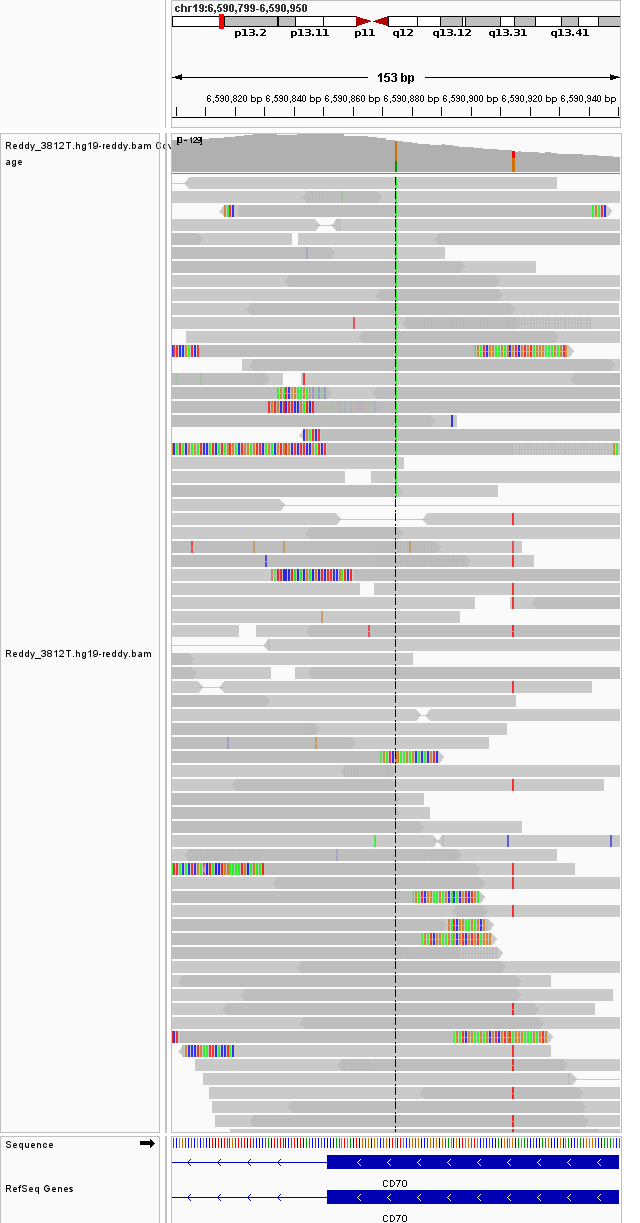 chr19:6,590,799-6,590,950
p13.2 p13.11 p11 q12 q13.12 q13.31 q13.41
153 bp
6,590,820 bp 6,590,840 bp 6,590,860 bp 6,590,880 bp 6,590,900 bp 6,590,920 bp 6,590,940 bp
Reddy_3812T.hg19-reddy.bam Cov
age
[0 - 129]
Reddy_3812T.hg19-reddy.bam
Sequence
CD70
RefSeq Genes
CD70